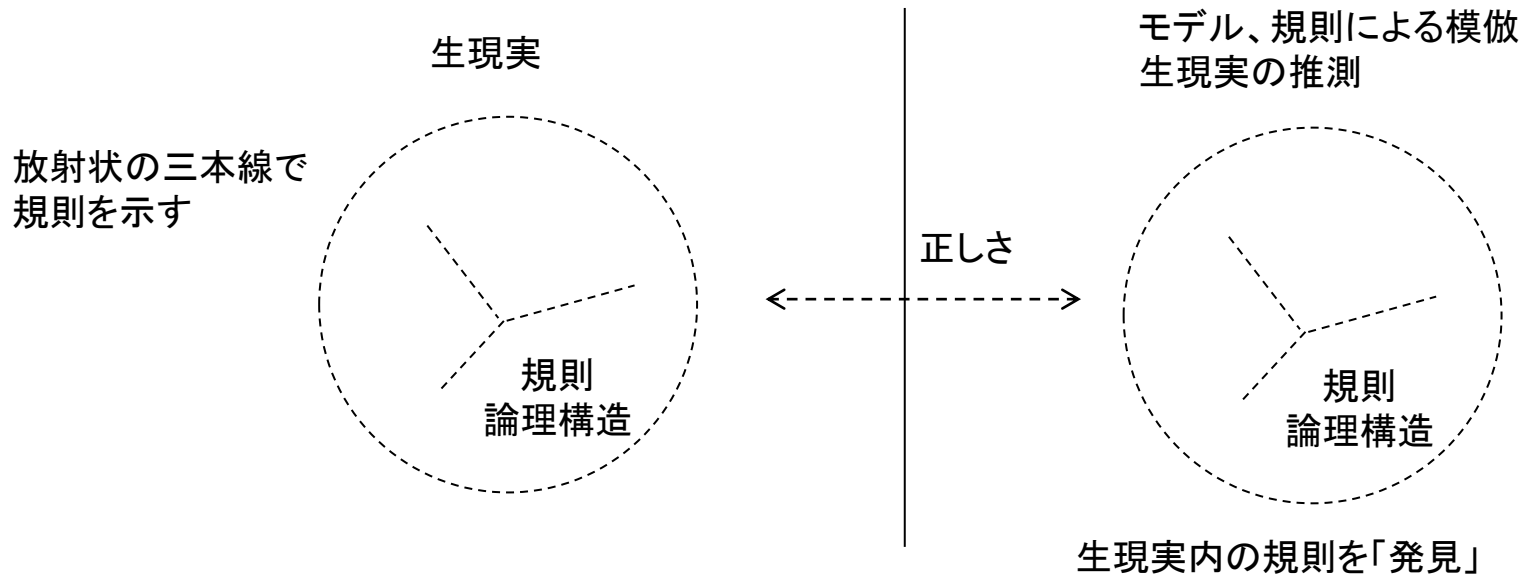 生現実
放射状の三本線で
規則を示す
規則
論理構造
正しさ
モデル、規則による模倣
生現実の推測
規則
論理構造
生現実内の規則を「発見」